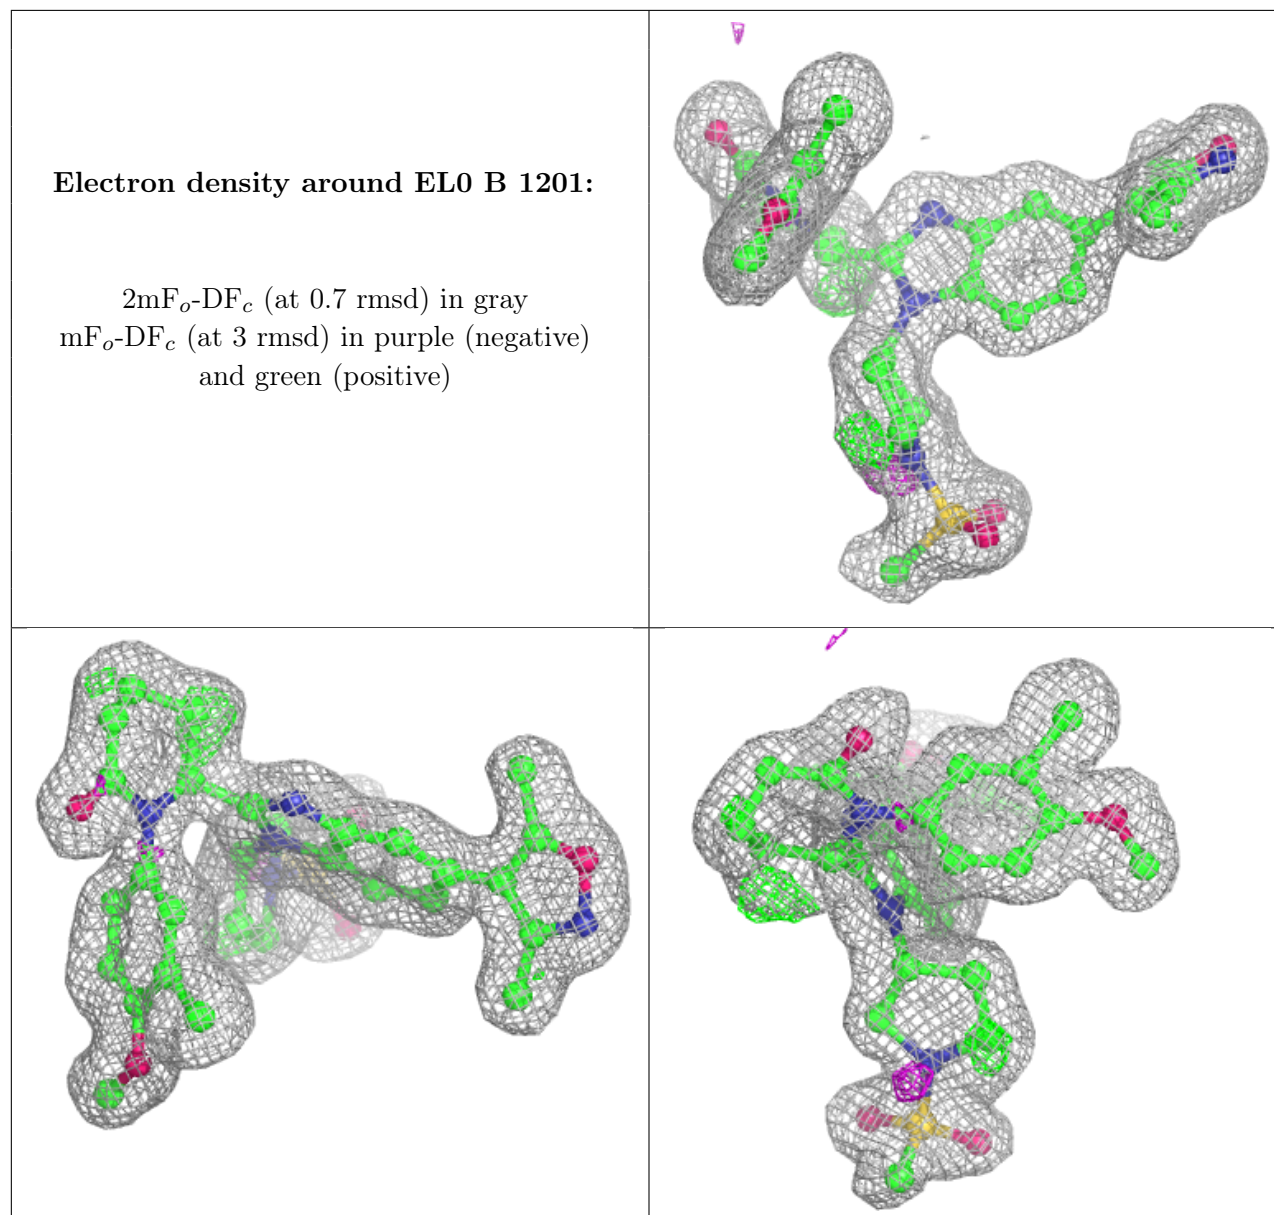 Electron density around EL0 B 1201:
2mFo-DFc (at 0.7 rmsd) in gray
mFo-DFc (at 3 rmsd) in purple (negative)
and green (positive)